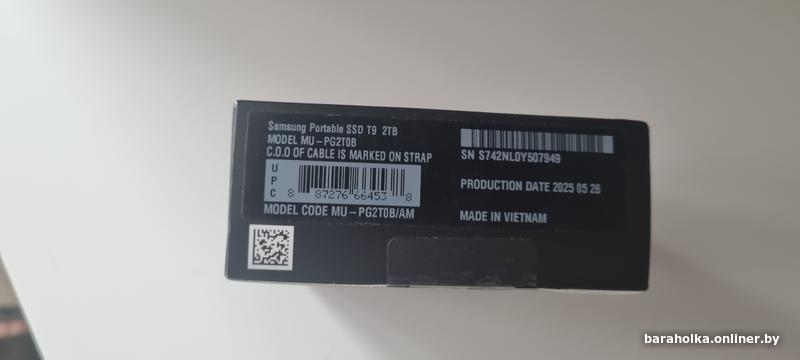 Samsung Portable SSD T9 2TB
MODEL MU-PG2T0B
C.O.O OF CABLE IS MARKED ON STRAP
UPC
8 87276 66453 8
MODEL CODE MU-PG2T0B/AM
SN S742NL0Y507949
PRODUCTION DATE 2025 05 26
MADE IN VIETNAM
baraholka.onliner.by